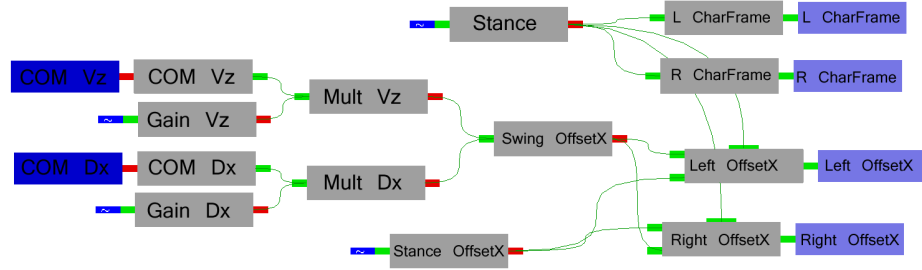 Stance
L CharFrame
L CharFrame
R CharFrame
R CharFrame
COM Vz
COM Vz
Mult Vz
~ Gain Vz
Swing OffsetX
COM Dx
COM Dx
Mult Dx
~ Gain Dx
Left OffsetX
Left OffsetX
~ Stance OffsetX
Right OffsetX
Right OffsetX